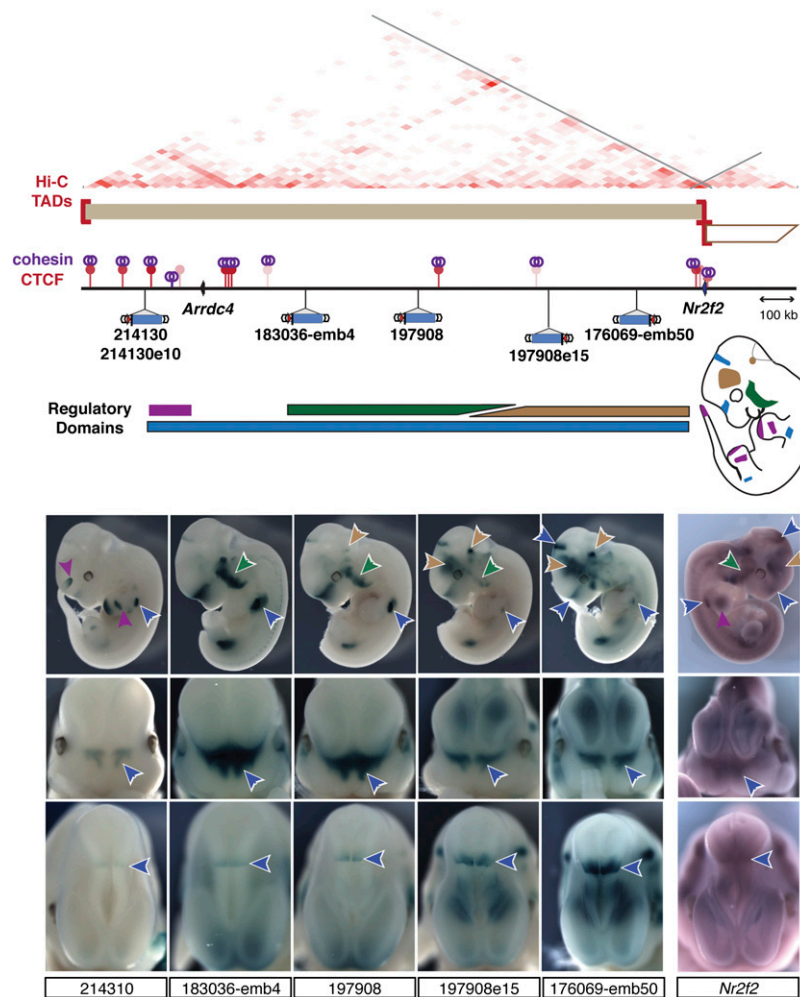 Hi-C
TADs
cohesin
CTCF
Arrdc4
Nr2f2
100 kb
214130
214130e10
183036-emb4
197908
197908e15
176069-emb50
Regulatory
Domains
214310
183036-emb4
197908
197908e15
176069-emb50
Nr2f2